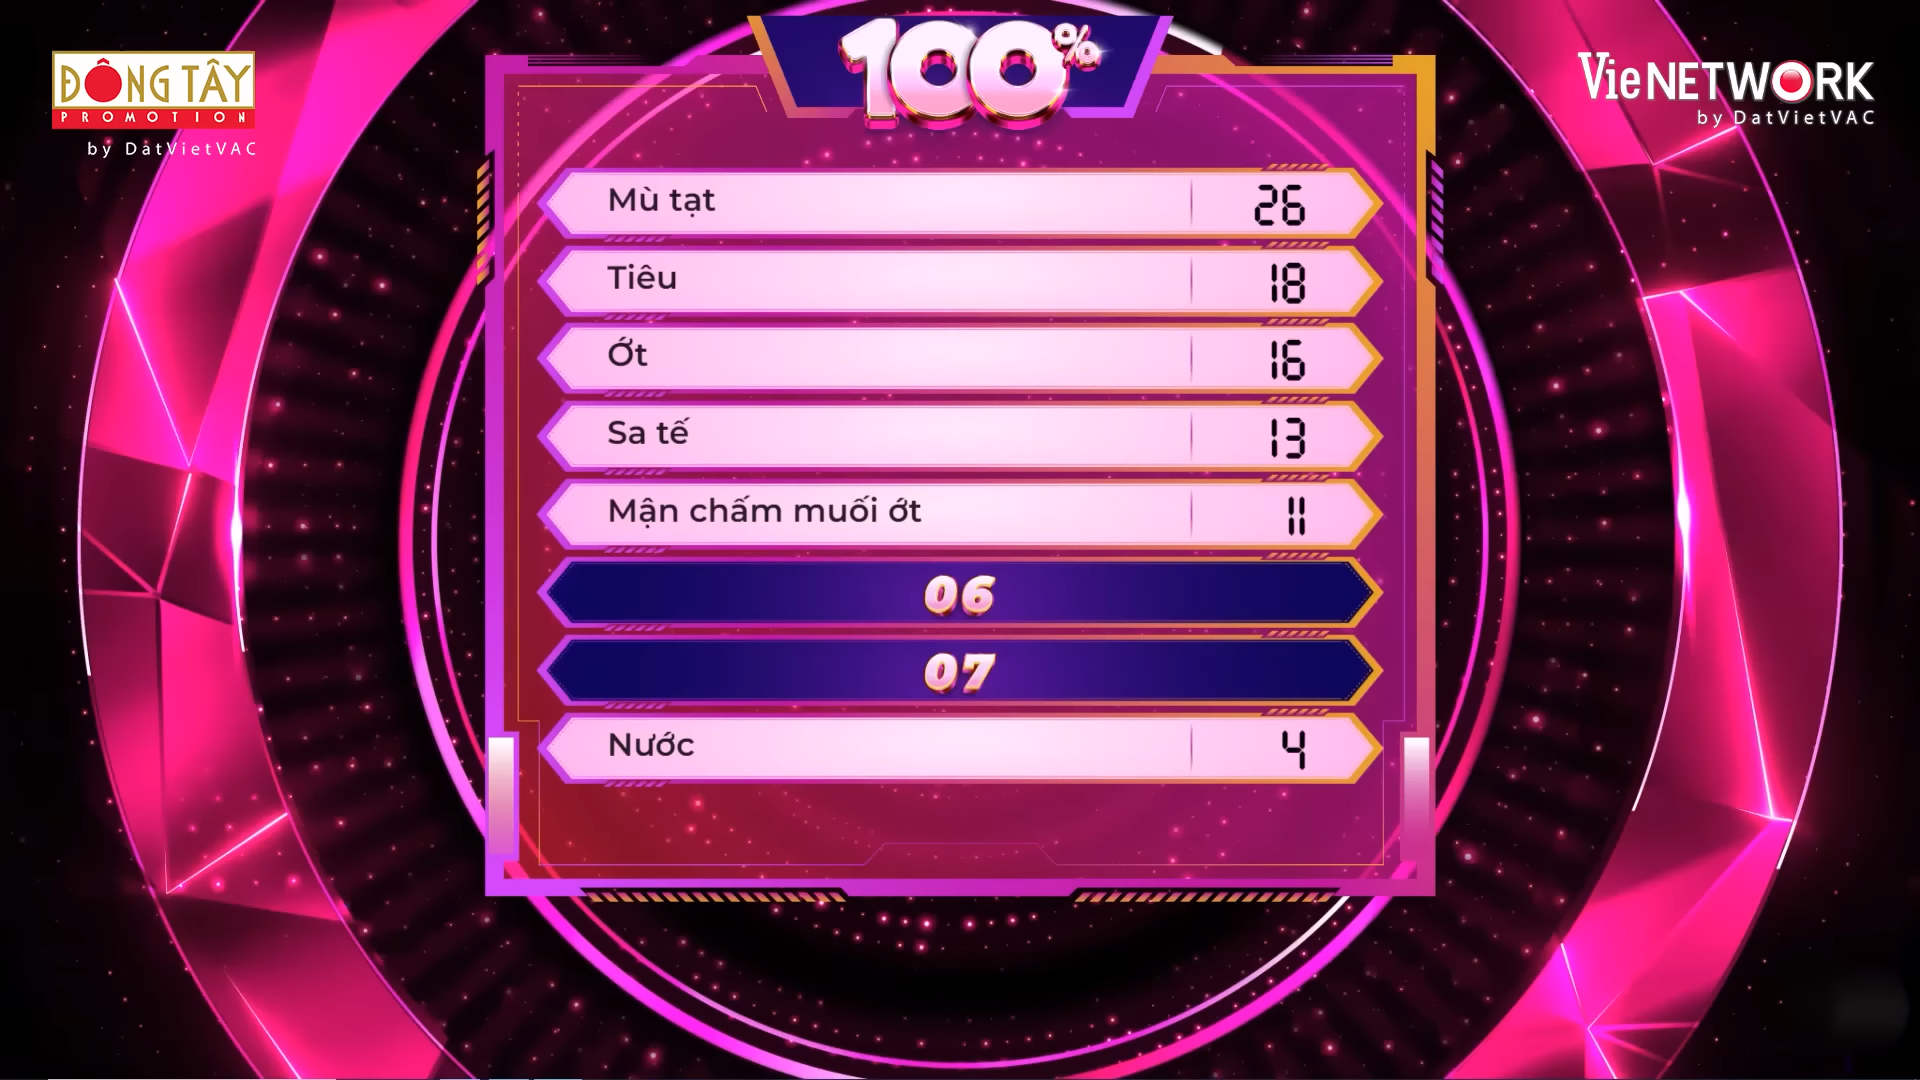 100%
ĐÔNG TÂY
PROMOTION
by DatVietVAC
VieNETWORK
by DatVietVAC
Mù tạt 26
Tiêu 18
Ớt 16
Sa tế 13
Mận chấm muối ớt 11
06
07
Nước 4